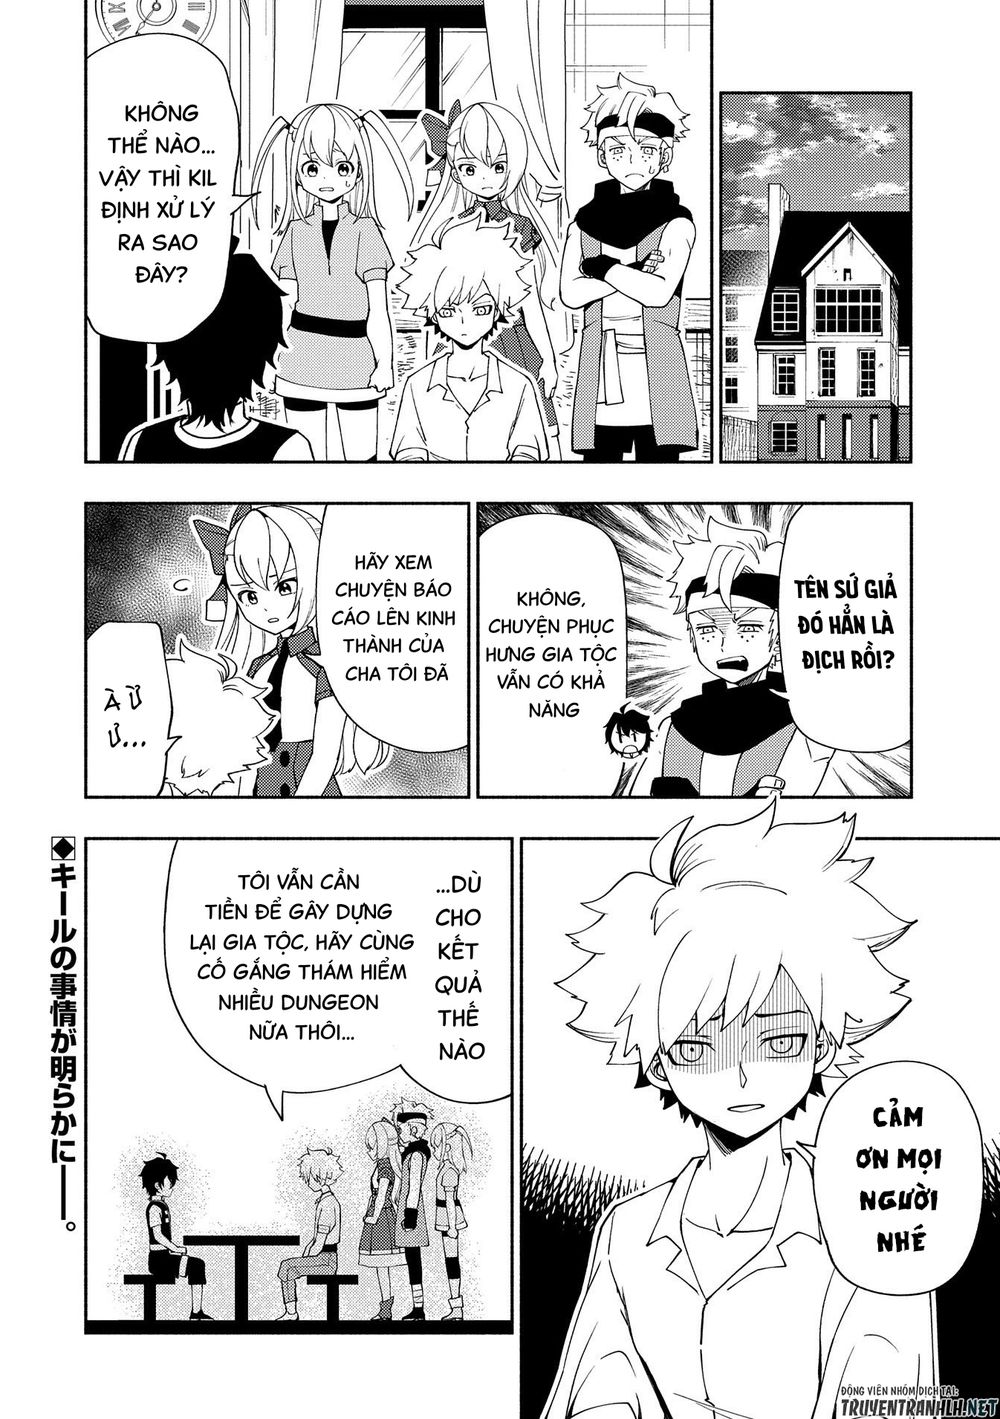 KHÔNG
THỂ NÀO...
VẬY THÌ KIL
ĐỊNH XỬ LÝ
RA SAO
ĐÂY?
TÊN SỨ GIẢ
ĐÓ HẲN LÀ
ĐỊCH RỒI?
KHÔNG,
CHUYỆN PHỤC
HƯNG GIA TỘC
VẪN CÓ KHẢ
NĂNG
HÃY XEM
CHUYỆN BÁO
CÁO LÊN KINH
THÀNH CỦA
CHA TÔI ĐÃ
À Ừ
Ư...
CẢM
ƠN MỌI
NGƯỜI
NHÉ
...DÙ
CHO
KẾT
QUẢ
THẾ
NÀO
TÔI VẪN CẦN
TIỀN ĐỂ GÂY DỰNG
LẠI GIA TỘC, HÃY CÙNG
CỐ GẮNG THÁM HIỂM
NHIỀU DUNGEON
NỮA THÔI...
◆キールの事情が明らかに――。
ĐỘNG VIÊN NHÓM DỊCH TẠI:
TRUYENTRANHLH.NET